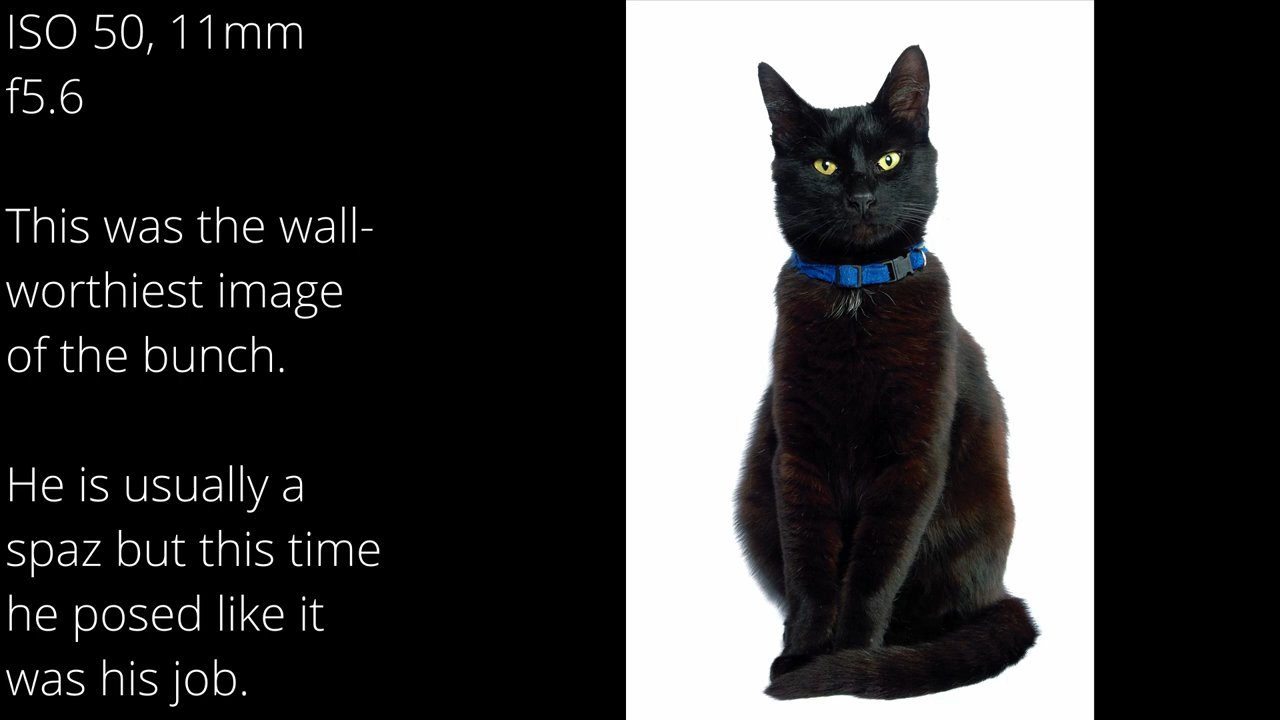 ISO 50, 11mm
f5.6
This was the wall-
worthiest image
of the bunch.
He is usually a
spaz but this time
he posed like it
was his job.